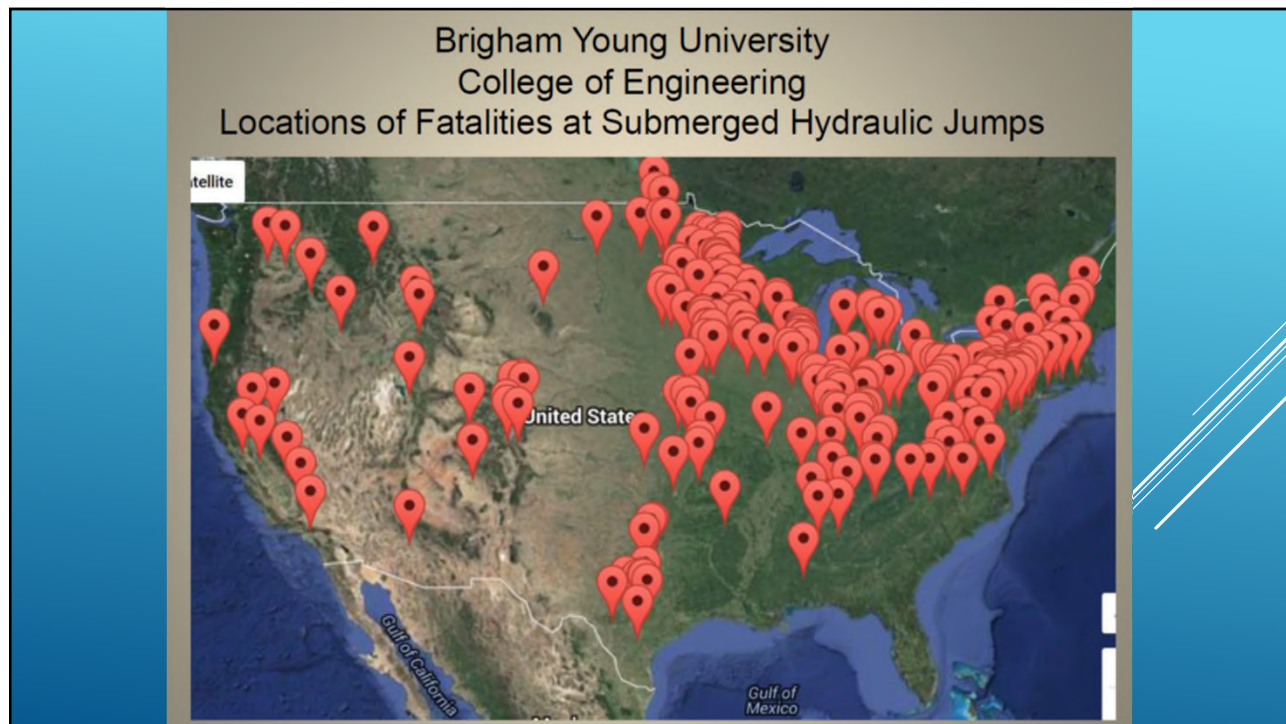 Brigham Young University
College of Engineering
Locations of Fatalities at Submerged Hydraulic Jumps
tellite
United State
Gulf of California
Gulf of
Mexico